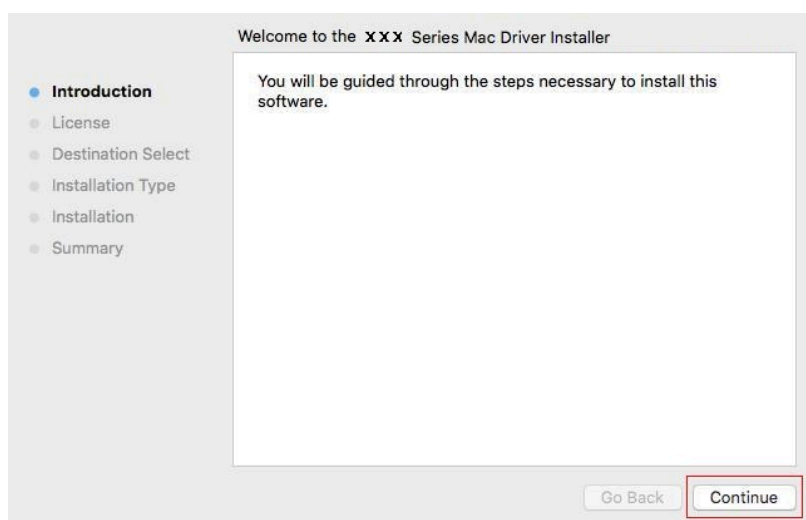 Welcome to the XXX Series Mac Driver Installer
Introduction
License
Destination Select
Installation Type
Installation
Summary
You will be guided through the steps necessary to install this
software.
Go Back
Continue